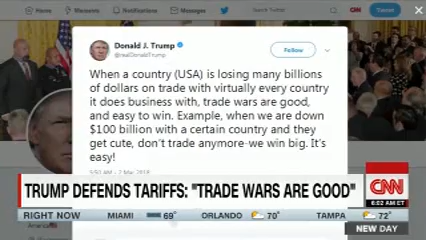 Home
Moments
Notifications
Messages
Search Twitter
Donald J. Trump
@realDonaldTrump
Follow
When a country (USA) is losing many billions
of dollars on trade with virtually every country
it does business with, trade wars are good,
and easy to win. Example, when we are down
$100 billion with a certain country and they
get cute, don't trade anymore-we win big. It's
easy!
5:50 AM - 2 Mar 2018
TRUMP DEFENDS TARIFFS: "TRADE WARS ARE GOOD"
CNN
6:02 AM ET
RIGHT NOW
MIAMI
69°
ORLANDO
70°
TAMPA
72°
NEW DAY